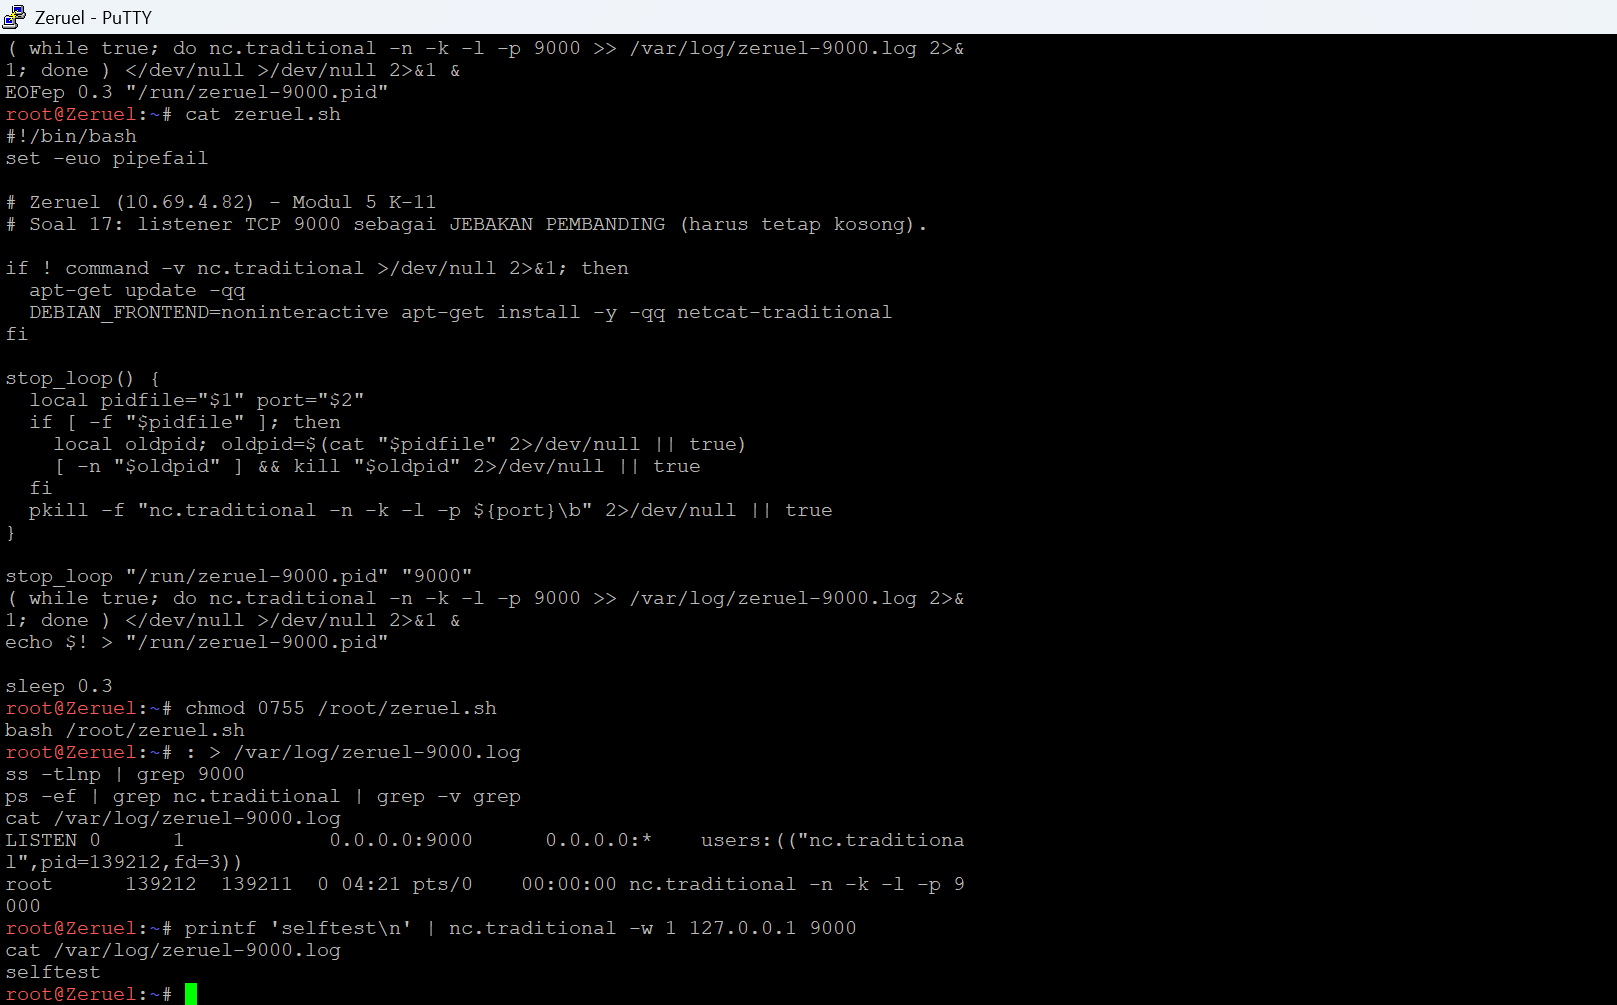 Zeruel - PuTTY
( while true; do nc.traditional -n -k -l -p 9000 >> /var/log/zeruel-9000.log 2>&
1; done ) </dev/null >/dev/null 2>&1 &
EOFep 0.3 "/run/zeruel-9000.pid"
root@Zeruel:~# cat zeruel.sh
#!/bin/bash
set -euo pipefail

# Zeruel (10.69.4.82) - Modul 5 K-11
# Soal 17: listener TCP 9000 sebagai JEBAKAN PEMBANDING (harus tetap kosong).

if ! command -v nc.traditional >/dev/null 2>&1; then
  apt-get update -qq
  DEBIAN_FRONTEND=noninteractive apt-get install -y -qq netcat-traditional
fi

stop_loop() {
  local pidfile="$1" port="$2"
  if [ -f "$pidfile" ]; then
    local oldpid; oldpid=$(cat "$pidfile" 2>/dev/null || true)
    [ -n "$oldpid" ] && kill "$oldpid" 2>/dev/null || true
  fi
  pkill -f "nc.traditional -n -k -l -p ${port}\b" 2>/dev/null || true
}

stop_loop "/run/zeruel-9000.pid" "9000"
( while true; do nc.traditional -n -k -l -p 9000 >> /var/log/zeruel-9000.log 2>&
1; done ) </dev/null >/dev/null 2>&1 &
echo $! > "/run/zeruel-9000.pid"

sleep 0.3
root@Zeruel:~# chmod 0755 /root/zeruel.sh
bash /root/zeruel.sh
root@Zeruel:~# : > /var/log/zeruel-9000.log
ss -tlnp | grep 9000
ps -ef | grep nc.traditional | grep -v grep
cat /var/log/zeruel-9000.log
LISTEN 0      1            0.0.0.0:9000      0.0.0.0:*    users:(("nc.traditiona
l",pid=139212,fd=3))
root      139212  139211  0 04:21 pts/0    00:00:00 nc.traditional -n -k -l -p 9
000
root@Zeruel:~# printf 'selftest\n' | nc.traditional -w 1 127.0.0.1 9000
cat /var/log/zeruel-9000.log
selftest
root@Zeruel:~#